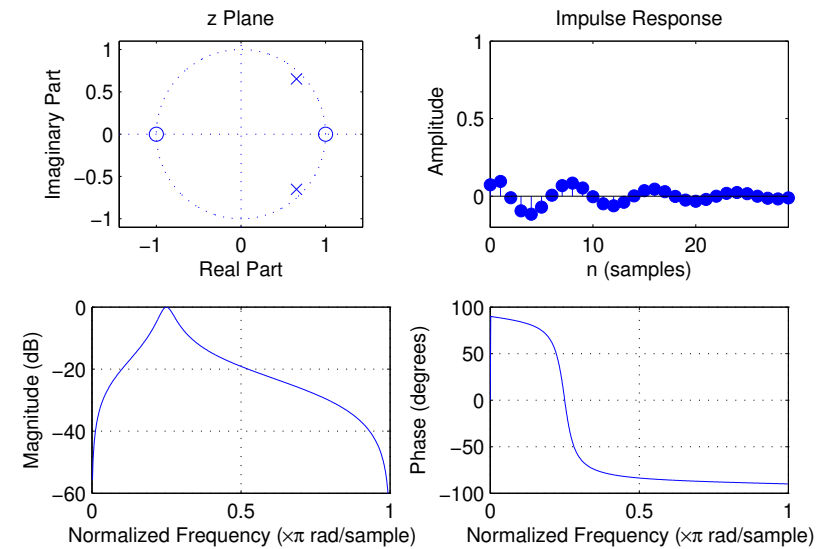 z Plane
1
0.5
0
−0.5
−1
−1
0
1
Imaginary Part
Real Part
Impulse Response
1
0.5
0
0
10
20
Amplitude
n (samples)
0
−20
−40
−60
0
0.5
1
Magnitude (dB)
Normalized Frequency (×π rad/sample)
100
50
0
−50
−100
0
0.5
1
Phase (degrees)
Normalized Frequency (×π rad/sample)